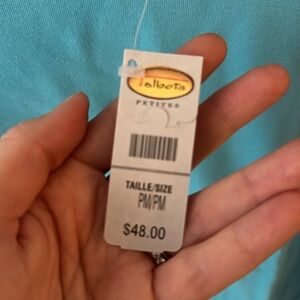 Talbots
PETITES
TAILLE/SIZE
PM/PM
$48.00